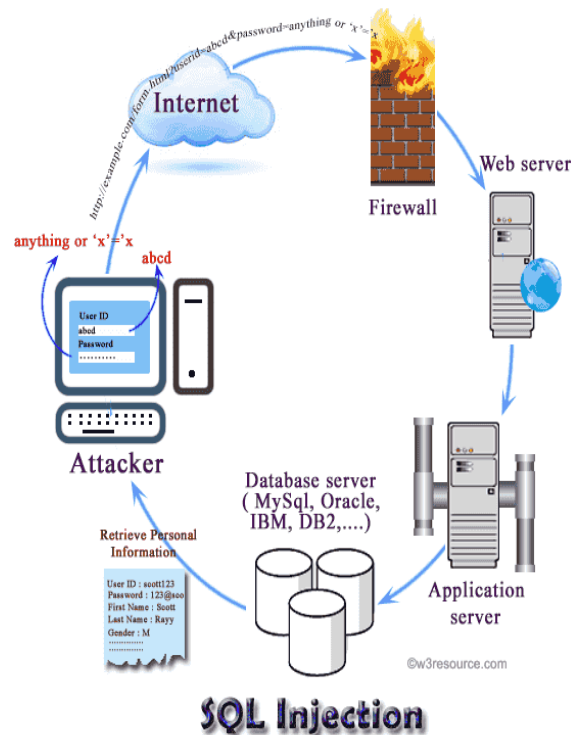 http://example.com/form.html?userid=abcd&password=anything or ‘x’=’x
Internet
Firewall
Web server
anything or ‘x’=’x
abcd
User ID
abcd
Password
..........
Attacker
Database server
( MySql, Oracle,
IBM, DB2,....)
Application
server
Retrieve Personal
Information
User ID : scott123
Password : 123@soo
First Name : Scott
Last Name : Rayy
Gender : M
..............
..............
©w3resource.com
SQL Injection